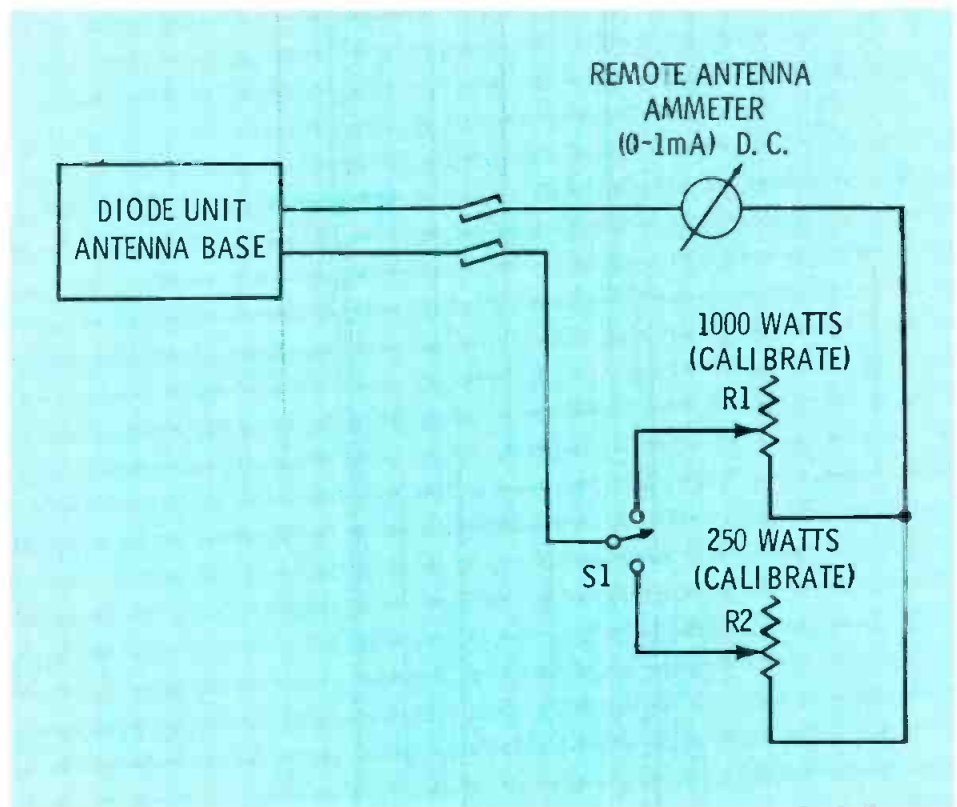 REMOTE ANTENNA
AMMETER
(0-1mA) D. C.
DIODE UNIT
ANTENNA BASE
1000 WATTS
(CALIBRATE)
R1
250 WATTS
(CALIBRATE)
S1
R2